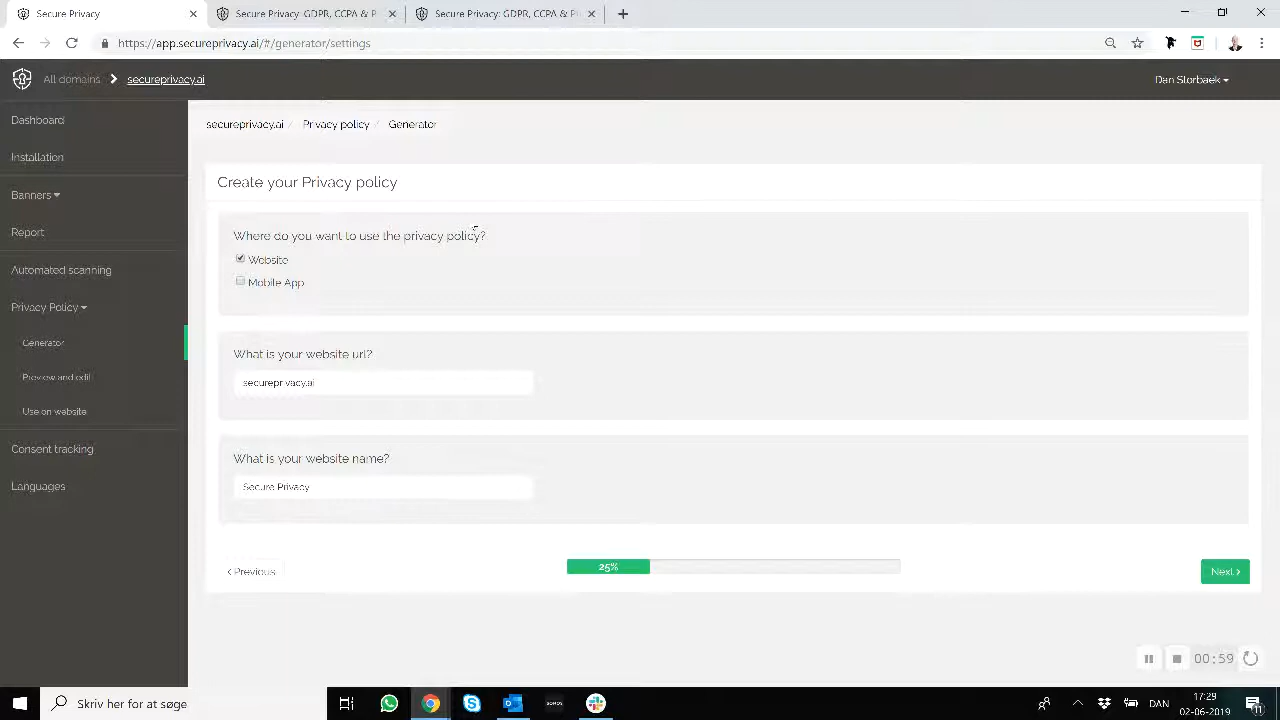 Secure Privacy
Secure Privacy: GDPR, CCPA & P
Secure Privacy: GDPR, CCPA & P
https://app.secureprivacy.ai/#/generator/settings
All domains
secureprivacy.ai
Dan Storbaek
Dashboard
Installation
Banners
Report
Automated scanning
Privacy Policy
Generator
Preview and edit
Use on website
Consent tracking
Languages
secureprivacy.ai / Privacy policy / Generator
Create your Privacy policy
Where do you want to use the privacy policy?
Website
Mobile App
What is your website url?
secureprivacy.ai
What is your website name?
Secure Privacy
‹ Previous
25%
Next ›
00:59
Skriv her for at søge
SONOS
DAN
17:29
02-06-2019